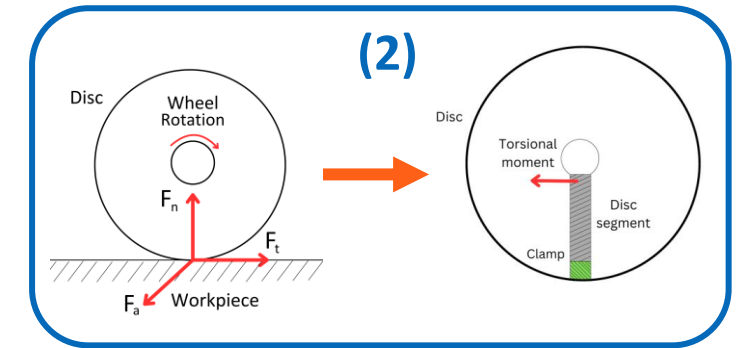 (2)
Disc
Wheel
Rotation
Fn
Ft
Fa
Workpiece
Disc
Torsional
moment
Disc
segment
Clamp